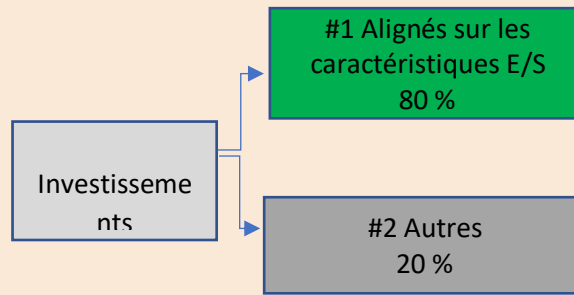 #1 Alignés sur les
caractéristiques E/S
80 %
Investisseme
nts
#2 Autres
20 %